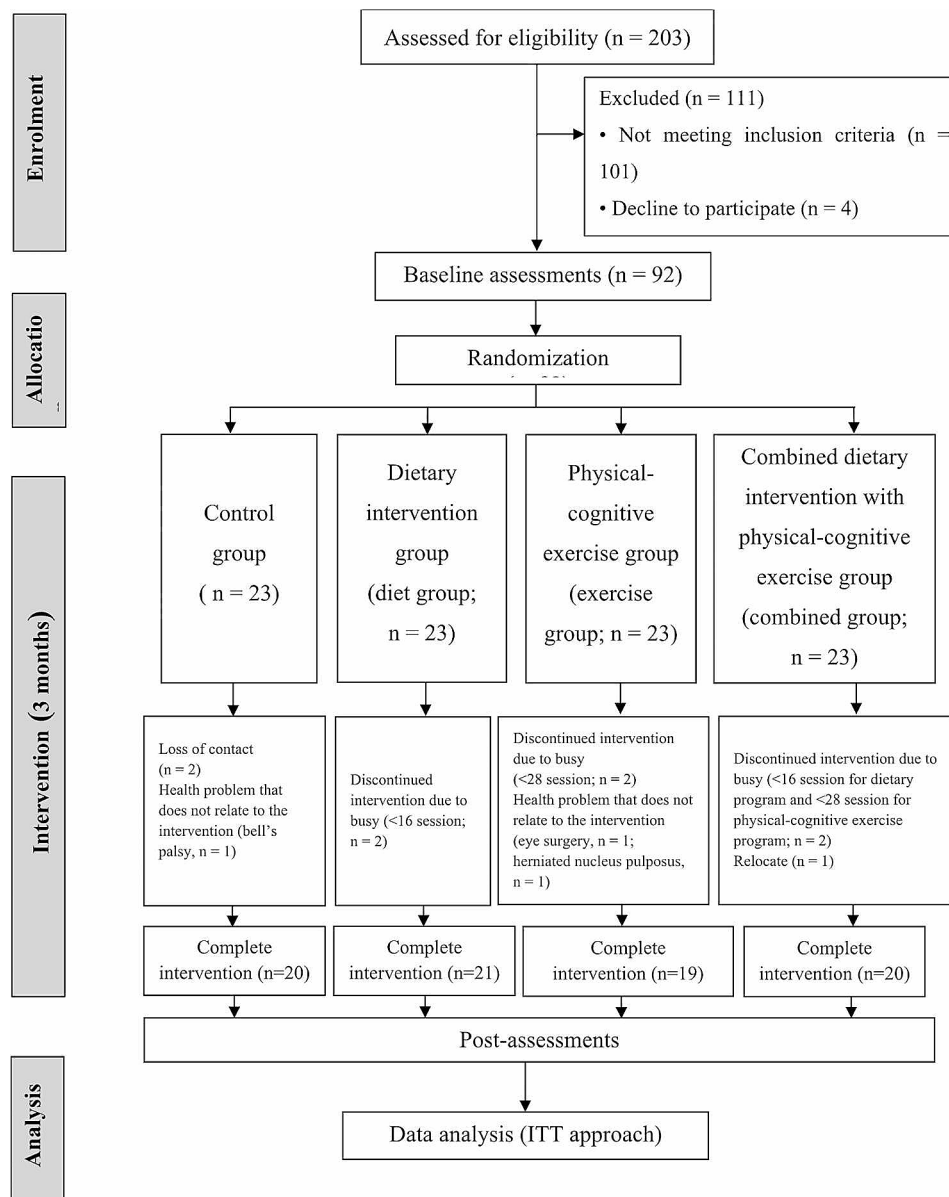 Enrolment
Assessed for eligibility (n = 203)
Excluded (n = 111)
• Not meeting inclusion criteria (n =
101)
• Decline to participate (n = 4)
Baseline assessments (n = 92)
Allocatio
Randomization
Intervention (3 months)
Control
group
( n = 23)
Dietary
intervention
group
(diet group;
n = 23)
Physical-
cognitive
exercise group
(exercise
group; n = 23)
Combined dietary
intervention with
physical-cognitive
exercise group
(combined group;
n = 23)
Loss of contact
(n = 2)
Health problem that
does not relate to the
intervention (bell's
palsy, n = 1)
Discontinued
intervention due to
busy (<16 session;
n = 2)
Discontinued intervention
due to busy
(<28 session; n = 2)
Health problem that does not
relate to the intervention
(eye surgery, n = 1;
herniated nucleus pulposus,
n = 1)
Discontinued intervention due to
busy (<16 session for dietary
program and <28 session for
physical-cognitive exercise
program; n = 2)
Relocate (n = 1)
Complete
intervention (n=20)
Complete
intervention (n=21)
Complete
intervention (n=19)
Complete
intervention (n=20)
Post-assessments
Analysis
Data analysis (ITT approach)